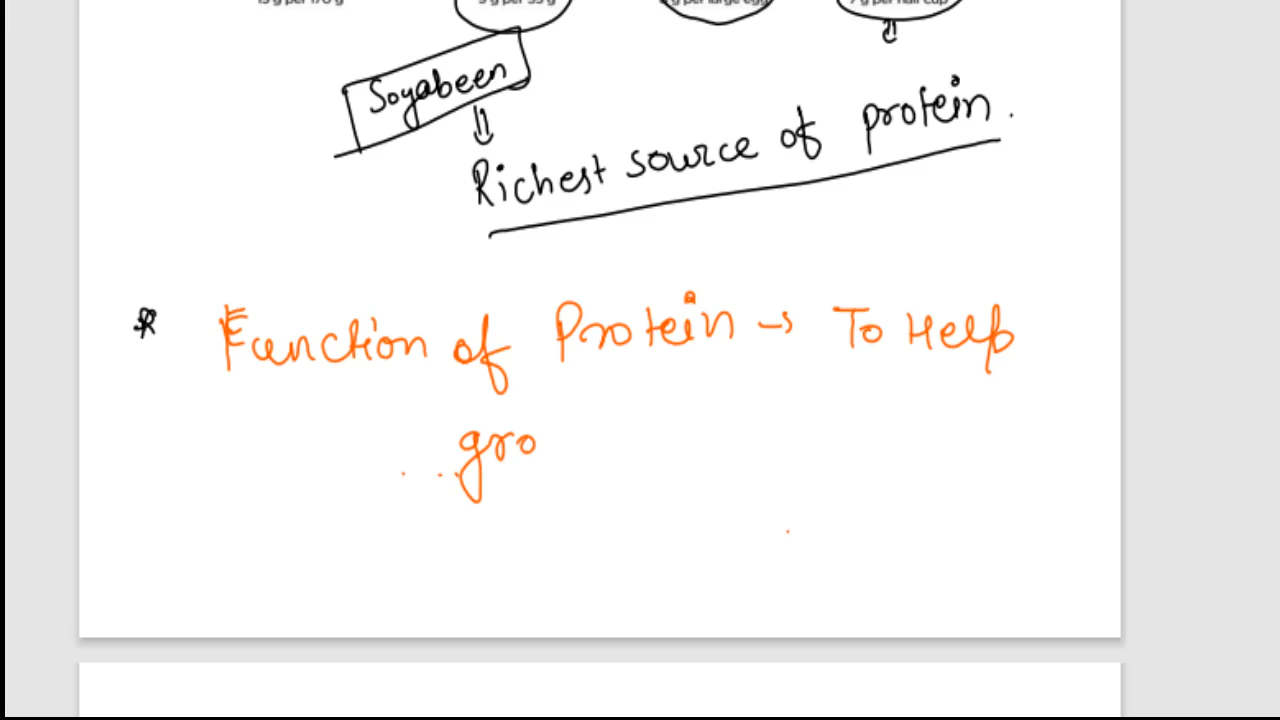 Soyabeen
Richest source of protein.
* Function of Protein → To Help
gro